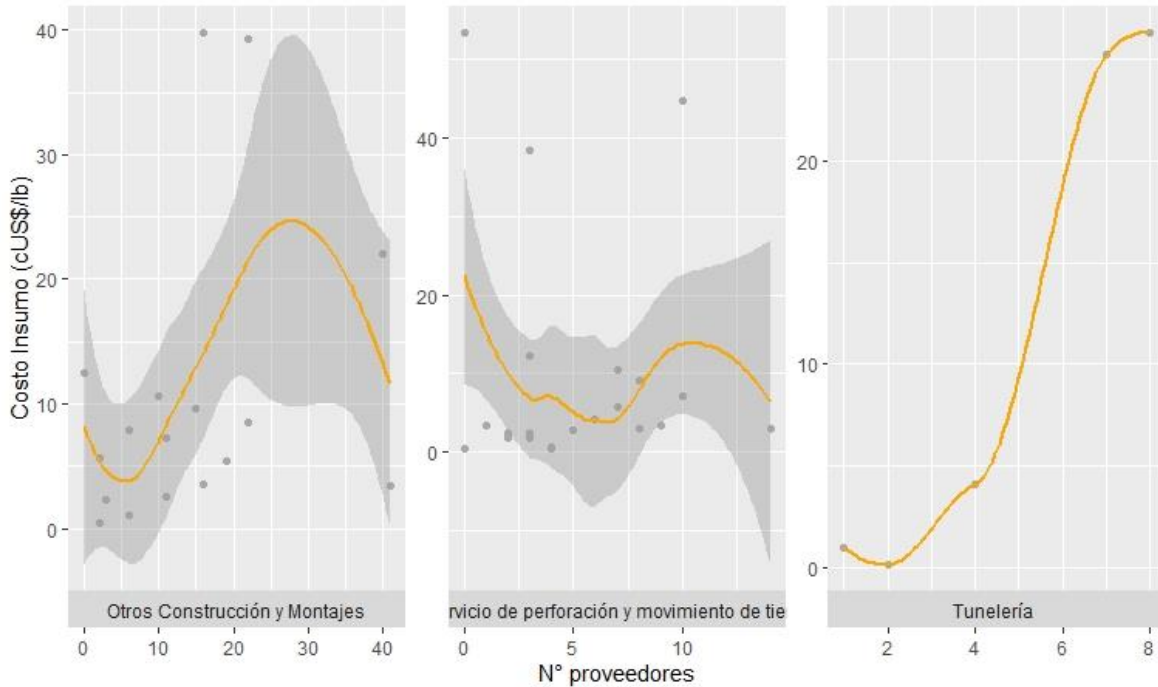 Costo Insumo (cUS$/lb)
40
30
20
10
0
40
20
0
20
10
0
Otros Construcción y Montajes
rvicio de perforación y movimiento de tie
Tunelería
0 10 20 30 40
0 5 10
2 4 6 8
N° proveedores